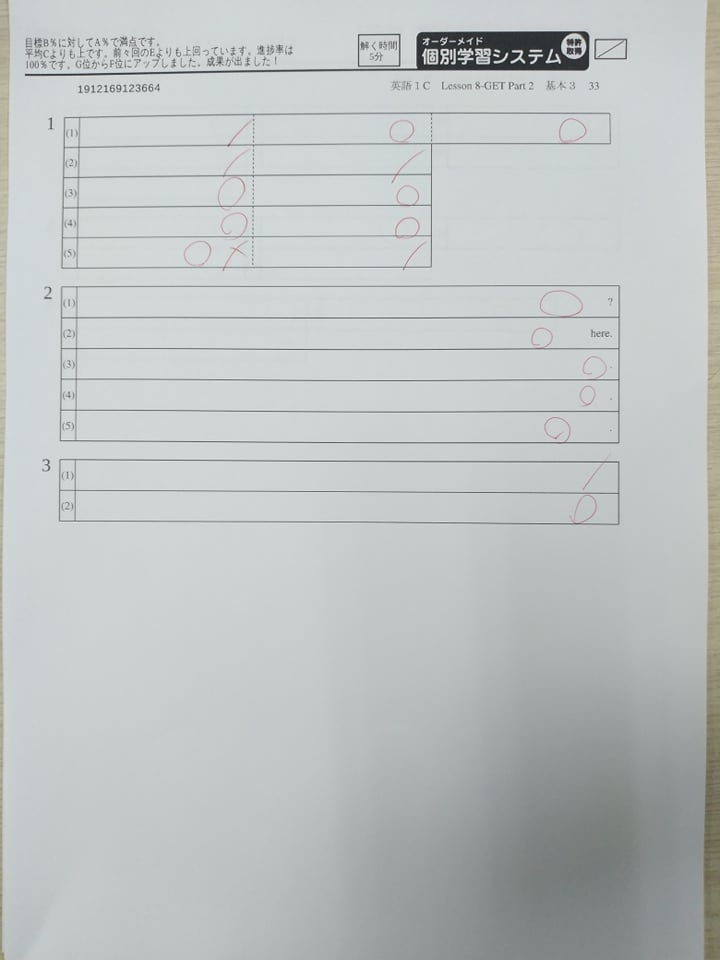 目標B%に対してA%で満点です。
平均Cよりも上です。前々回のEよりも上回っています。進捗率は
100%です。G位からF位にアップしました。成果が出ました！
解く時間
5分
オーダーメイド
個別学習システム
特許
取得
1912169123664
英語1C Lesson 8-GET Part 2 基本3 33
1
(1)
(2)
(3)
(4)
(5)
2
(1) ?
(2) here.
(3) .
(4) .
(5) .
3
(1)
(2)